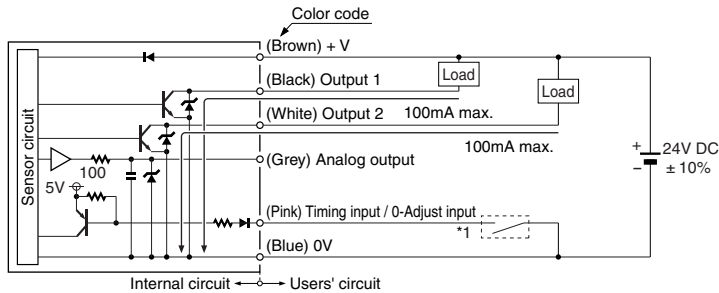 Color code
(Brown) + V
(Black) Output 1
Load
Load
(White) Output 2
100mA max.
100mA max.
Sensor circuit
100
(Grey) Analog output
+
24V DC
−
± 10%
5V
(Pink) Timing input / 0-Adjust input
*1
(Blue) 0V
Internal circuit
Users' circuit